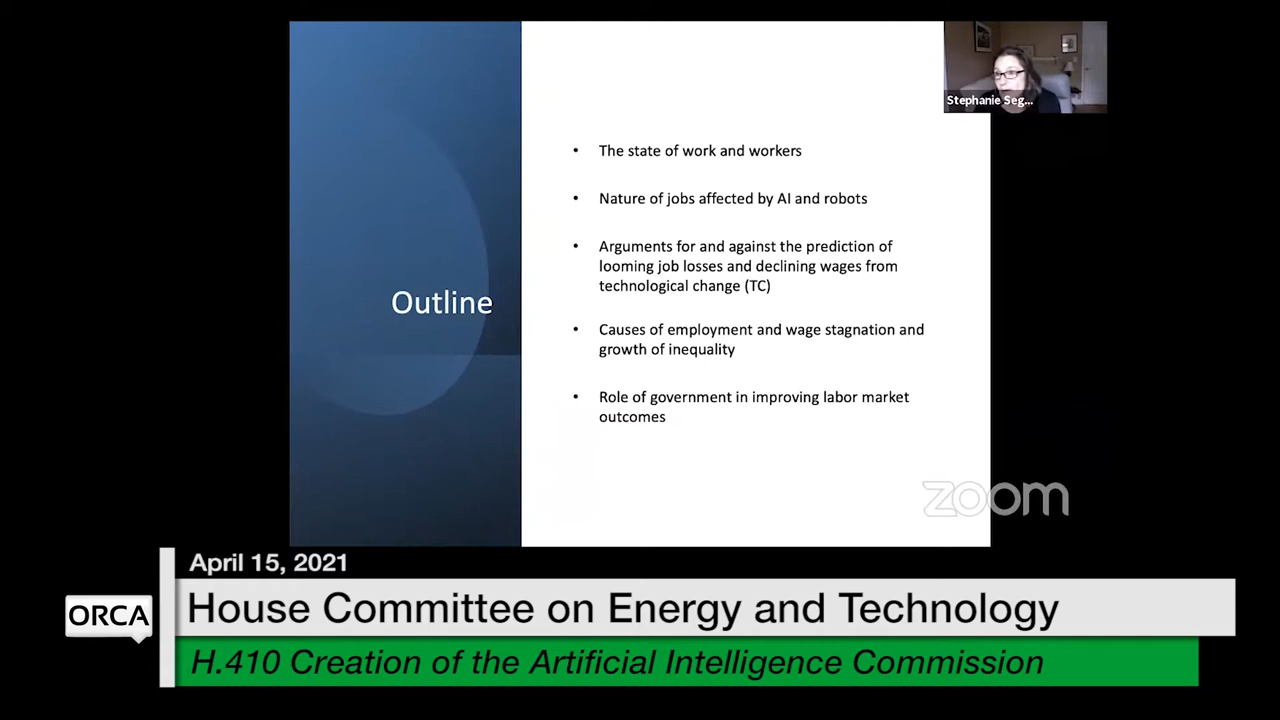 Stephanie Seg...
• The state of work and workers
• Nature of jobs affected by AI and robots
• Arguments for and against the prediction of
looming job losses and declining wages from
technological change (TC)
Outline
• Causes of employment and wage stagnation and
growth of inequality
• Role of government in improving labor market
outcomes
zoom
April 15, 2021
ORCA
House Committee on Energy and Technology
H.410 Creation of the Artificial Intelligence Commission